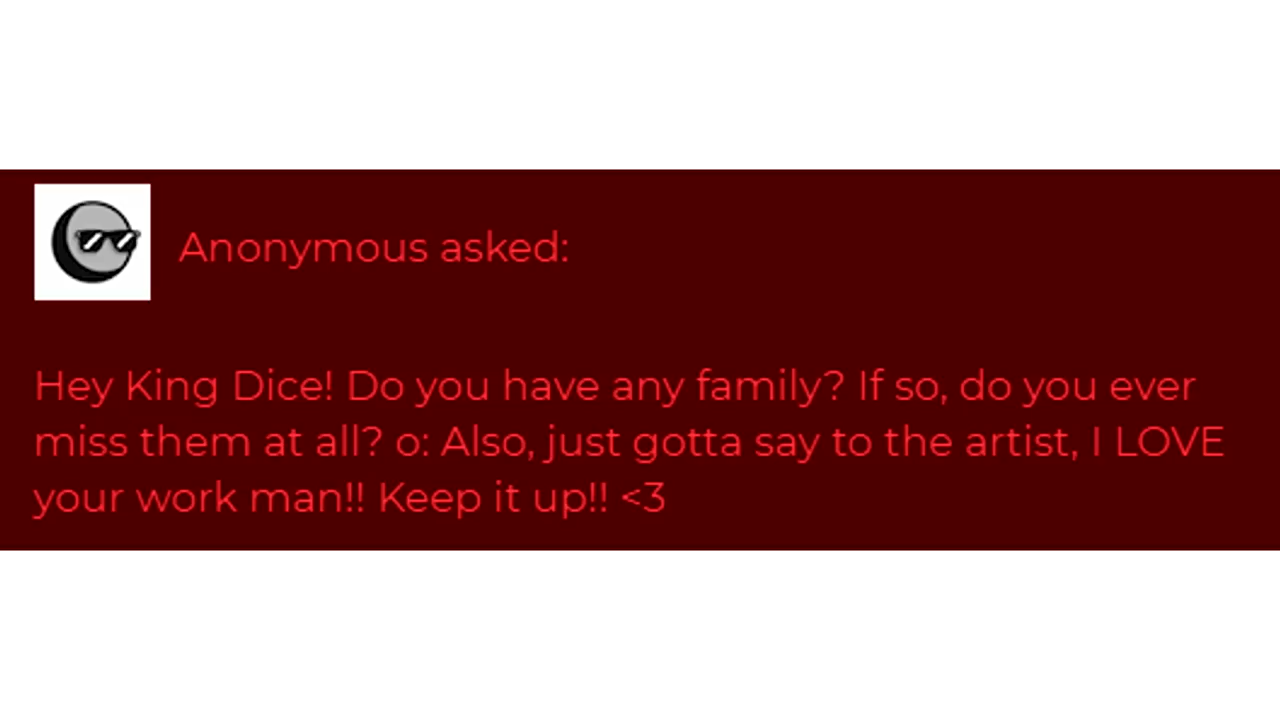 Anonymous asked:
Hey King Dice! Do you have any family? If so, do you ever
miss them at all? o: Also, just gotta say to the artist, I LOVE
your work man!! Keep it up!! <3